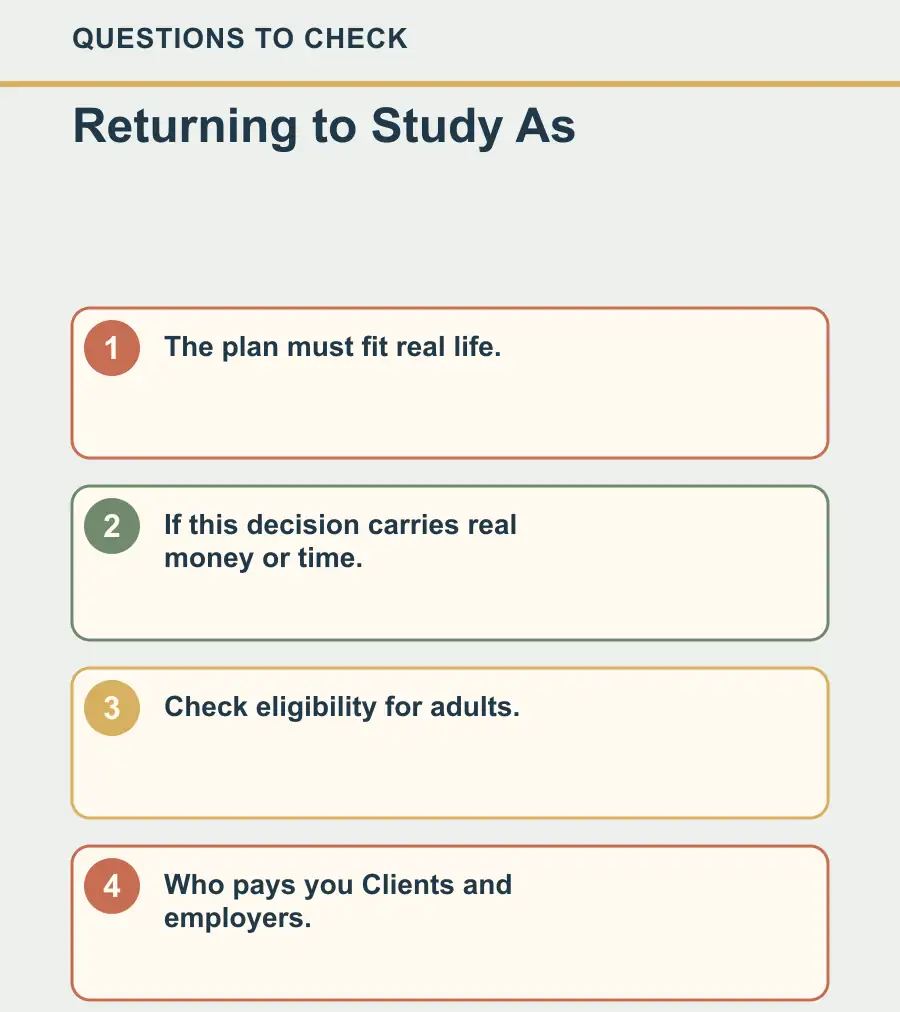 QUESTIONS TO CHECK
Returning to Study As
1
The plan must fit real life.
2
If this decision carries real
money or time.
3
Check eligibility for adults.
4
Who pays you Clients and
employers.